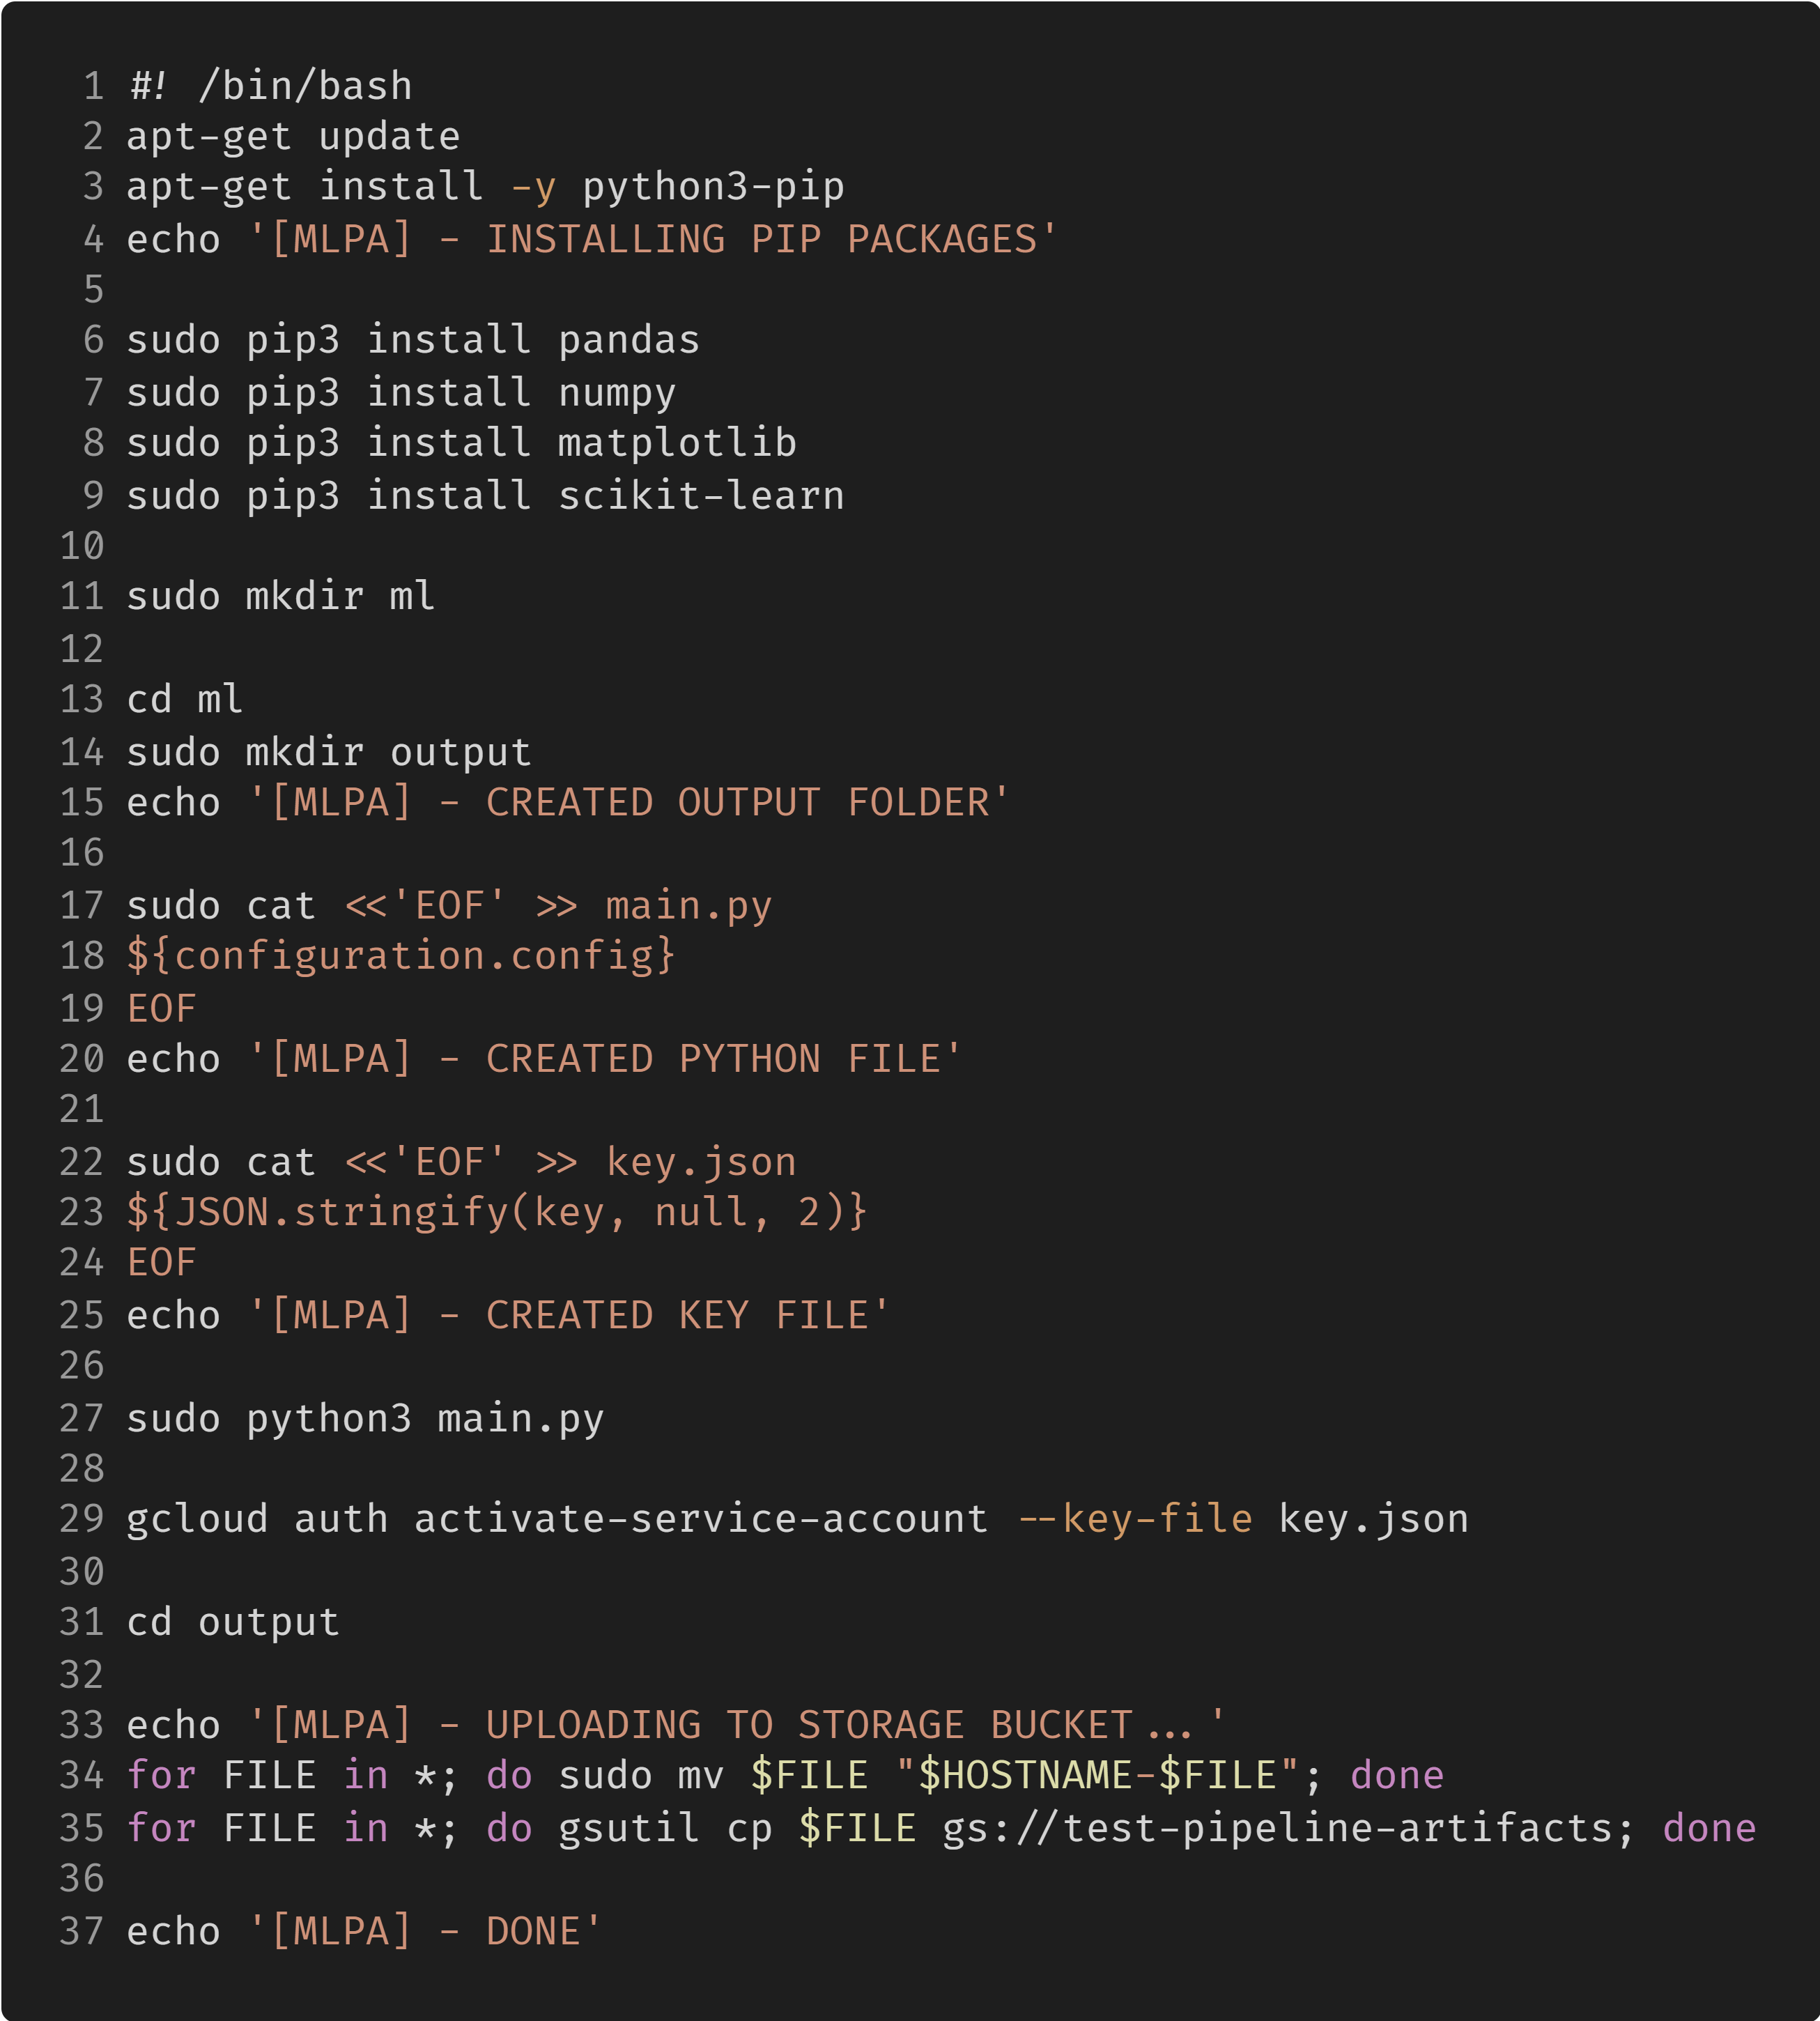 1 #! /bin/bash
2 apt-get update
3 apt-get install -y python3-pip
4 echo '[MLPA] - INSTALLING PIP PACKAGES'
5
6 sudo pip3 install pandas
7 sudo pip3 install numpy
8 sudo pip3 install matplotlib
9 sudo pip3 install scikit-learn
10
11 sudo mkdir ml
12
13 cd ml
14 sudo mkdir output
15 echo '[MLPA] - CREATED OUTPUT FOLDER'
16
17 sudo cat <<'EOF' >> main.py
18 ${configuration.config}
19 EOF
20 echo '[MLPA] - CREATED PYTHON FILE'
21
22 sudo cat <<'EOF' >> key.json
23 ${JSON.stringify(key, null, 2)}
24 EOF
25 echo '[MLPA] - CREATED KEY FILE'
26
27 sudo python3 main.py
28
29 gcloud auth activate-service-account --key-file key.json
30
31 cd output
32
33 echo '[MLPA] - UPLOADING TO STORAGE BUCKET...'
34 for FILE in *; do sudo mv $FILE "$HOSTNAME-$FILE"; done
35 for FILE in *; do gsutil cp $FILE gs://test-pipeline-artifacts; done
36
37 echo '[MLPA] - DONE'